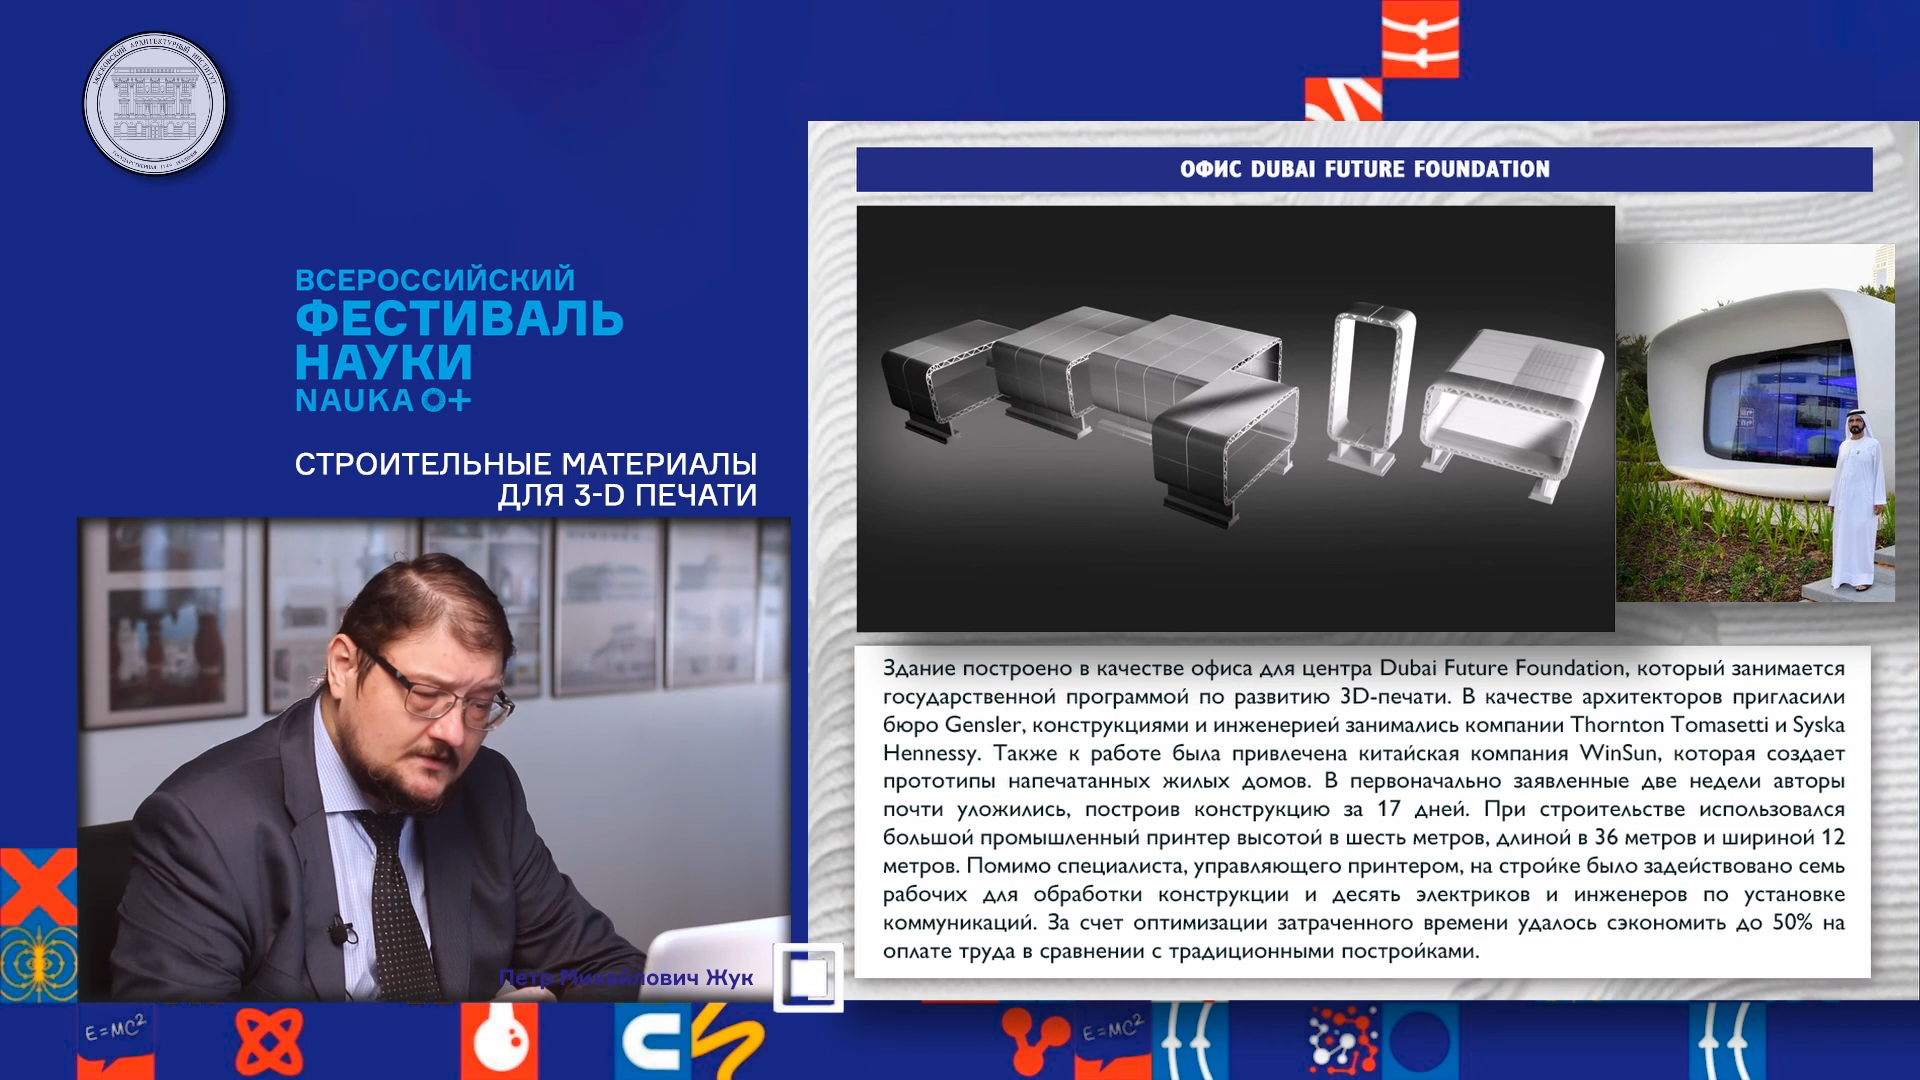 МОСКОВСКИЙ АРХИТЕКТУРНЫЙ ИНСТИТУТ
ВСЕРОССИЙСКИЙ
ФЕСТИВАЛЬ
НАУКИ
NAUKA 0+
СТРОИТЕЛЬНЫЕ МАТЕРИАЛЫ
ДЛЯ 3-D ПЕЧАТИ
Петр Михайлович Жук
ОФИС DUBAI FUTURE FOUNDATION
Здание построено в качестве офиса для центра Dubai Future Foundation, который занимается
государственной программой по развитию 3D-печати. В качестве архитекторов пригласили
бюро Gensler, конструкциями и инженерией занимались компании Thornton Tomasetti и Syska
Hennessy. Также к работе была привлечена китайская компания WinSun, которая создает
прототипы напечатанных жилых домов. В первоначально заявленные две недели авторы
почти уложились, построив конструкцию за 17 дней. При строительстве использовался
большой промышленный принтер высотой в шесть метров, длиной в 36 метров и шириной 12
метров. Помимо специалиста, управляющего принтером, на стройке было задействовано семь
рабочих для обработки конструкции и десять электриков и инженеров по установке
коммуникаций. За счет оптимизации затраченного времени удалось сэкономить до 50% на
оплате труда в сравнении с традиционными постройками.
E=MC2
E=MC2